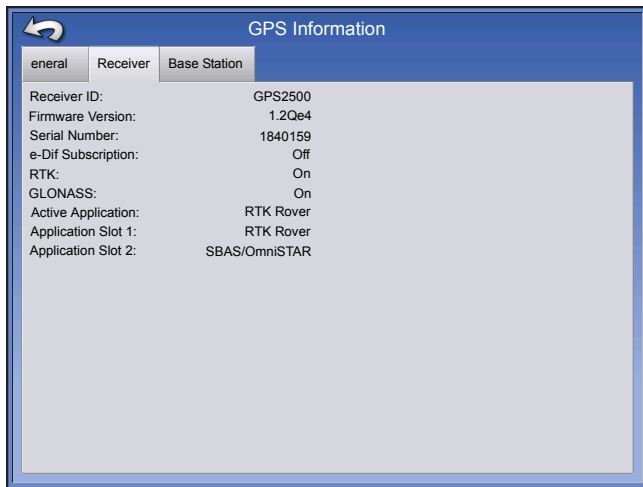 GPS Information
eneral Receiver Base Station
Receiver ID: GPS2500
Firmware Version: 1.2Qe4
Serial Number: 1840159
e-Dif Subscription: Off
RTK: On
GLONASS: On
Active Application: RTK Rover
Application Slot 1: RTK Rover
Application Slot 2: SBAS/OmniSTAR